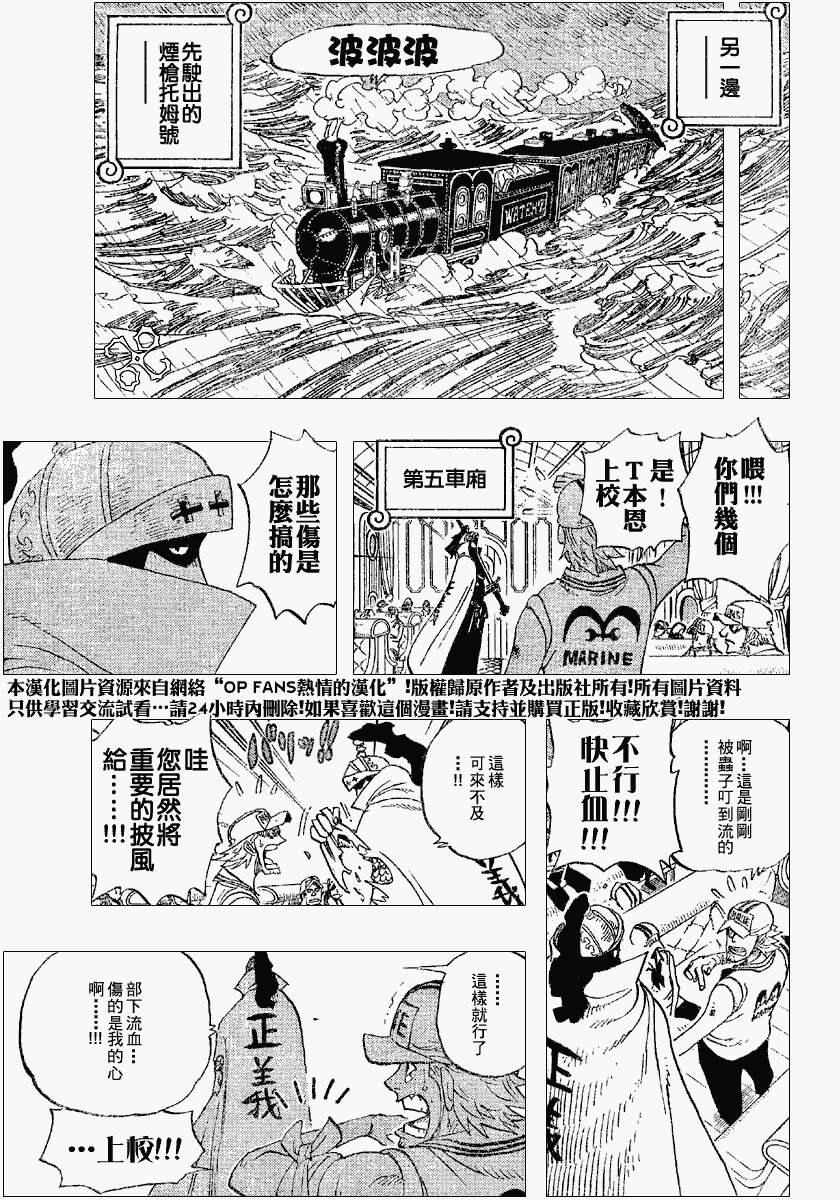 另一邊
——
波波波
先駛出的
煙槍托姆號
——
WATER7
喂!!!
你們幾個
是！
T本恩
上校
第五車廂
MARINE
那些傷是
怎麼搞的
本漢化圖片資源來自網絡“OP FANS熱情的漢化”!版權歸原作者及出版社所有!所有圖片資料
只供學習交流試看…請24小時內刪除!如果喜歡這個漫畫!請支持並購買正版!收藏欣賞!謝謝!
啊…這是剛剛
被蟲子叮到流的
…………
不行!!!
快止血!!!
MARINE
這樣
可來不及
…!!
哇
您居然將
重要的披風
給……!!!
正義
……
這樣就行了
正義
部下流血…
傷的是我的心
啊……!!!
…上校!!!